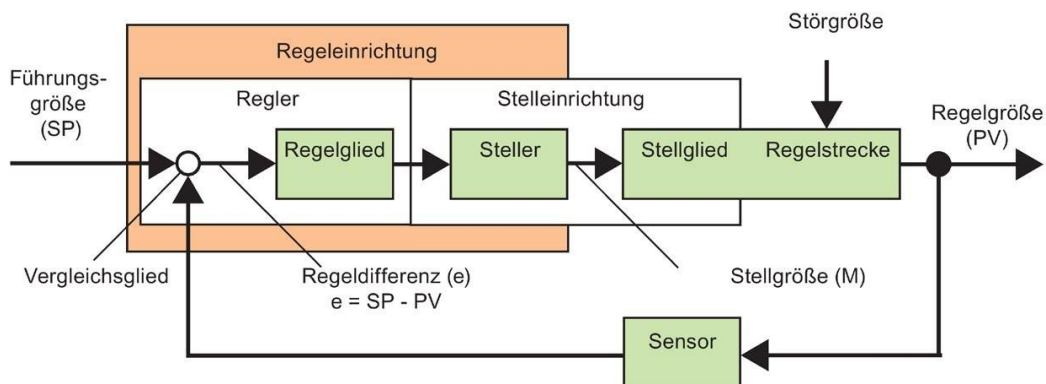 Störgröße
Regeleinrichtung
Führungs-
größe
(SP)
Regler
Stelleinrichtung
Regelgröße
(PV)
Regelglied
Steller
Stellglied
Regelstrecke
Vergleichsglied
Regeldifferenz (e)
e = SP - PV
Stellgröße (M)
Sensor